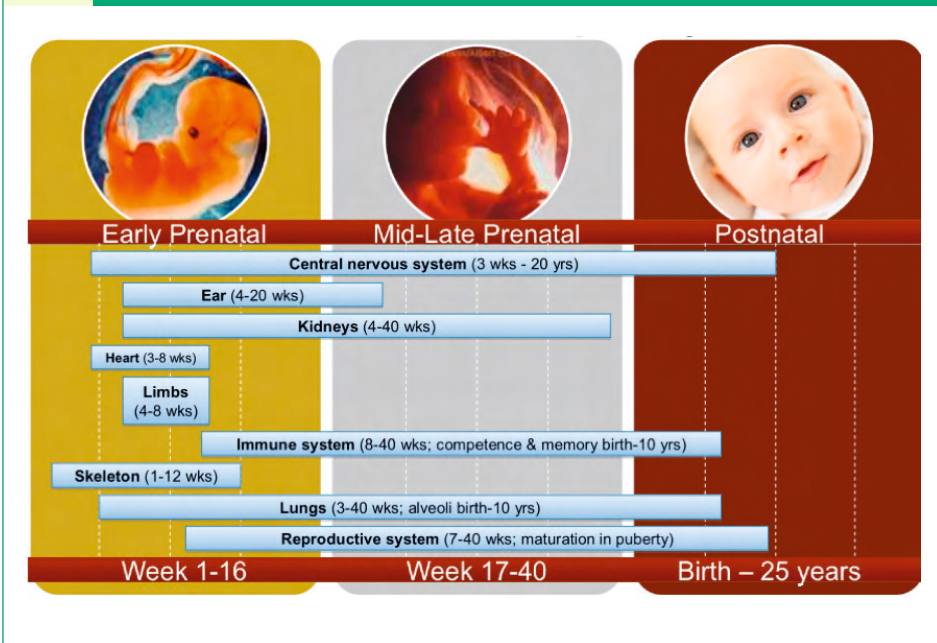 Early Prenatal
Mid-Late Prenatal
Postnatal
Central nervous system (3 wks - 20 yrs)
Ear (4-20 wks)
Kidneys (4-40 wks)
Heart (3-8 wks)
Limbs
(4-8 wks)
Immune system (8-40 wks; competence & memory birth-10 yrs)
Skeleton (1-12 wks)
Lungs (3-40 wks; alveoli birth-10 yrs)
Reproductive system (7-40 wks; maturation in puberty)
Week 1-16
Week 17-40
Birth – 25 years